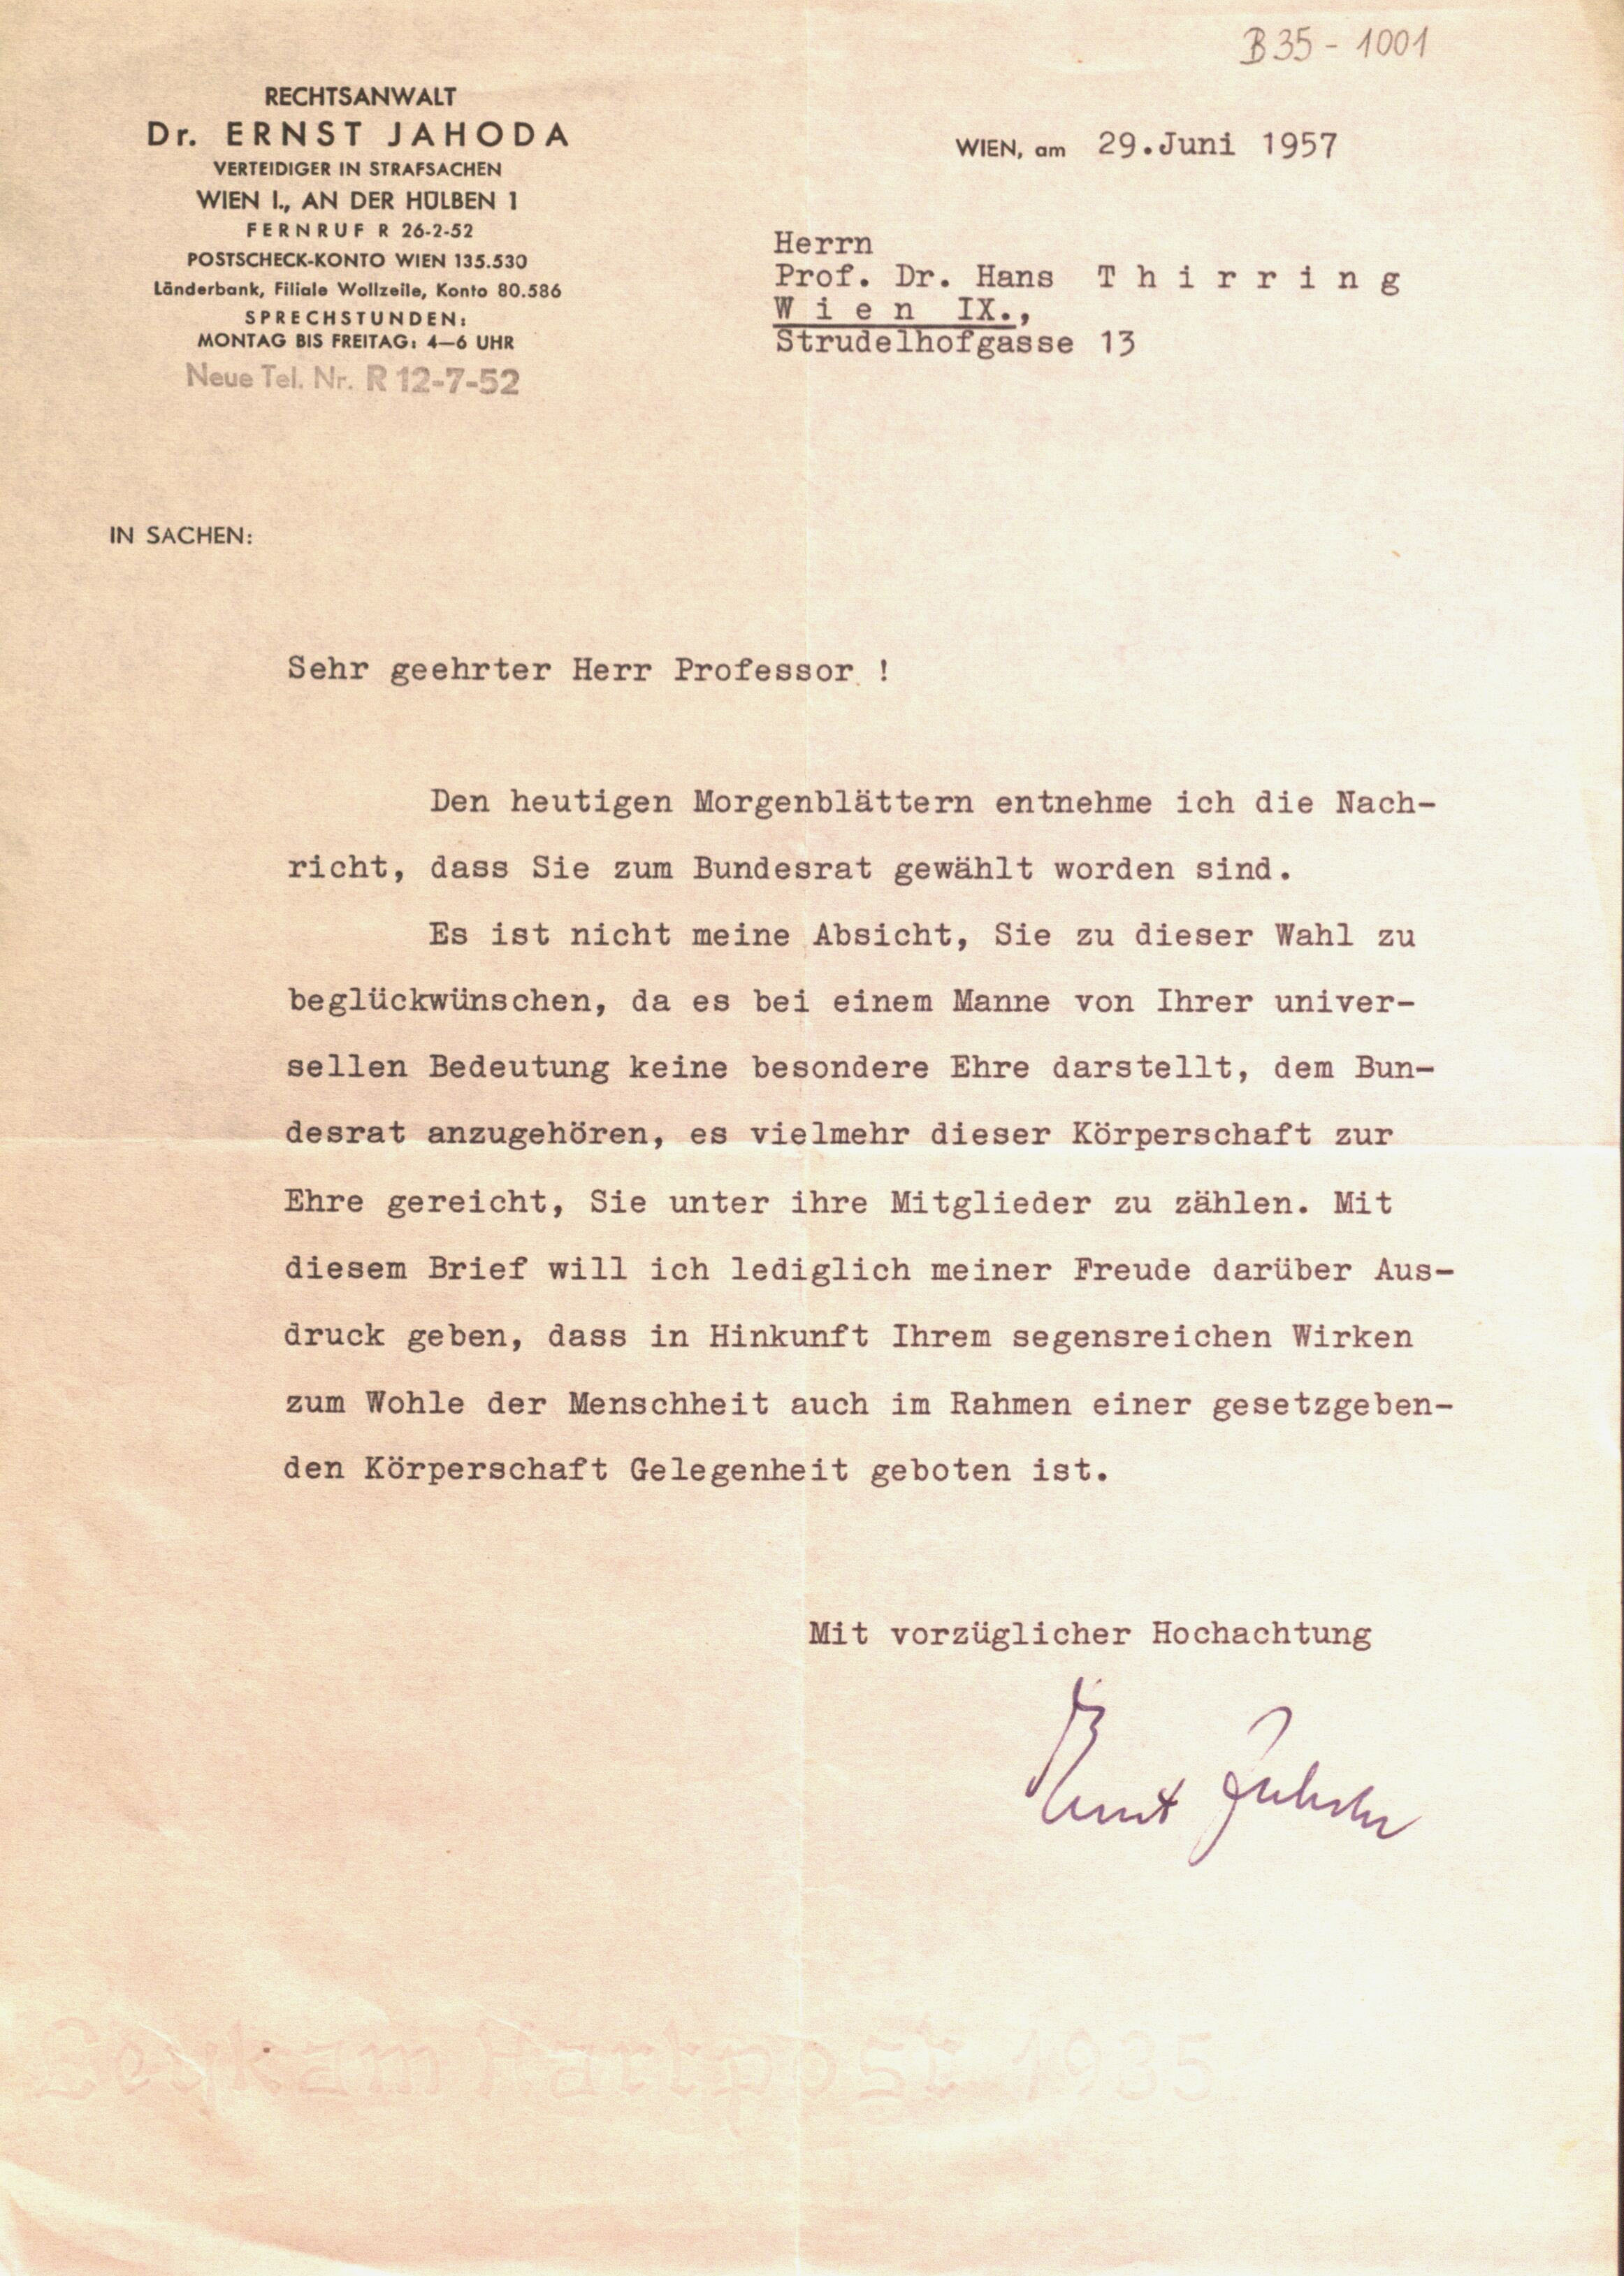 B 35 - 1001
RECHTSANWALT
Dr. ERNST JAHODA
VERTEIDIGER IN STRAFSACHEN
WIEN I., AN DER HÜLBEN 1
FERNRUF R 26-2-52
POSTSCHECK-KONTO WIEN 135.530
Länderbank, Filiale Wollzeile, Konto 80.586
SPRECHSTUNDEN:
MONTAG BIS FREITAG: 4—6 UHR
Neue Tel. Nr. R 12-7-52
WIEN, am 29.Juni 1957
Herrn
Prof. Dr. Hans T h i r r i n g
W i e n IX.,
Strudelhofgasse 13
IN SACHEN:
Sehr geehrter Herr Professor !
Den heutigen Morgenblättern entnehme ich die Nach-
richt, dass Sie zum Bundesrat gewählt worden sind.
Es ist nicht meine Absicht, Sie zu dieser Wahl zu
beglückwünschen, da es bei einem Manne von Ihrer univer-
sellen Bedeutung keine besondere Ehre darstellt, dem Bun-
desrat anzugehören, es vielmehr dieser Körperschaft zur
Ehre gereicht, Sie unter ihre Mitglieder zu zählen. Mit
diesem Brief will ich lediglich meiner Freude darüber Aus-
druck geben, dass in Hinkunft Ihrem segensreichen Wirken
zum Wohle der Menschheit auch im Rahmen einer gesetzgeben-
den Körperschaft Gelegenheit geboten ist.
Mit vorzüglicher Hochachtung
Ernst Jahoda
Leykam Hartpost 1935